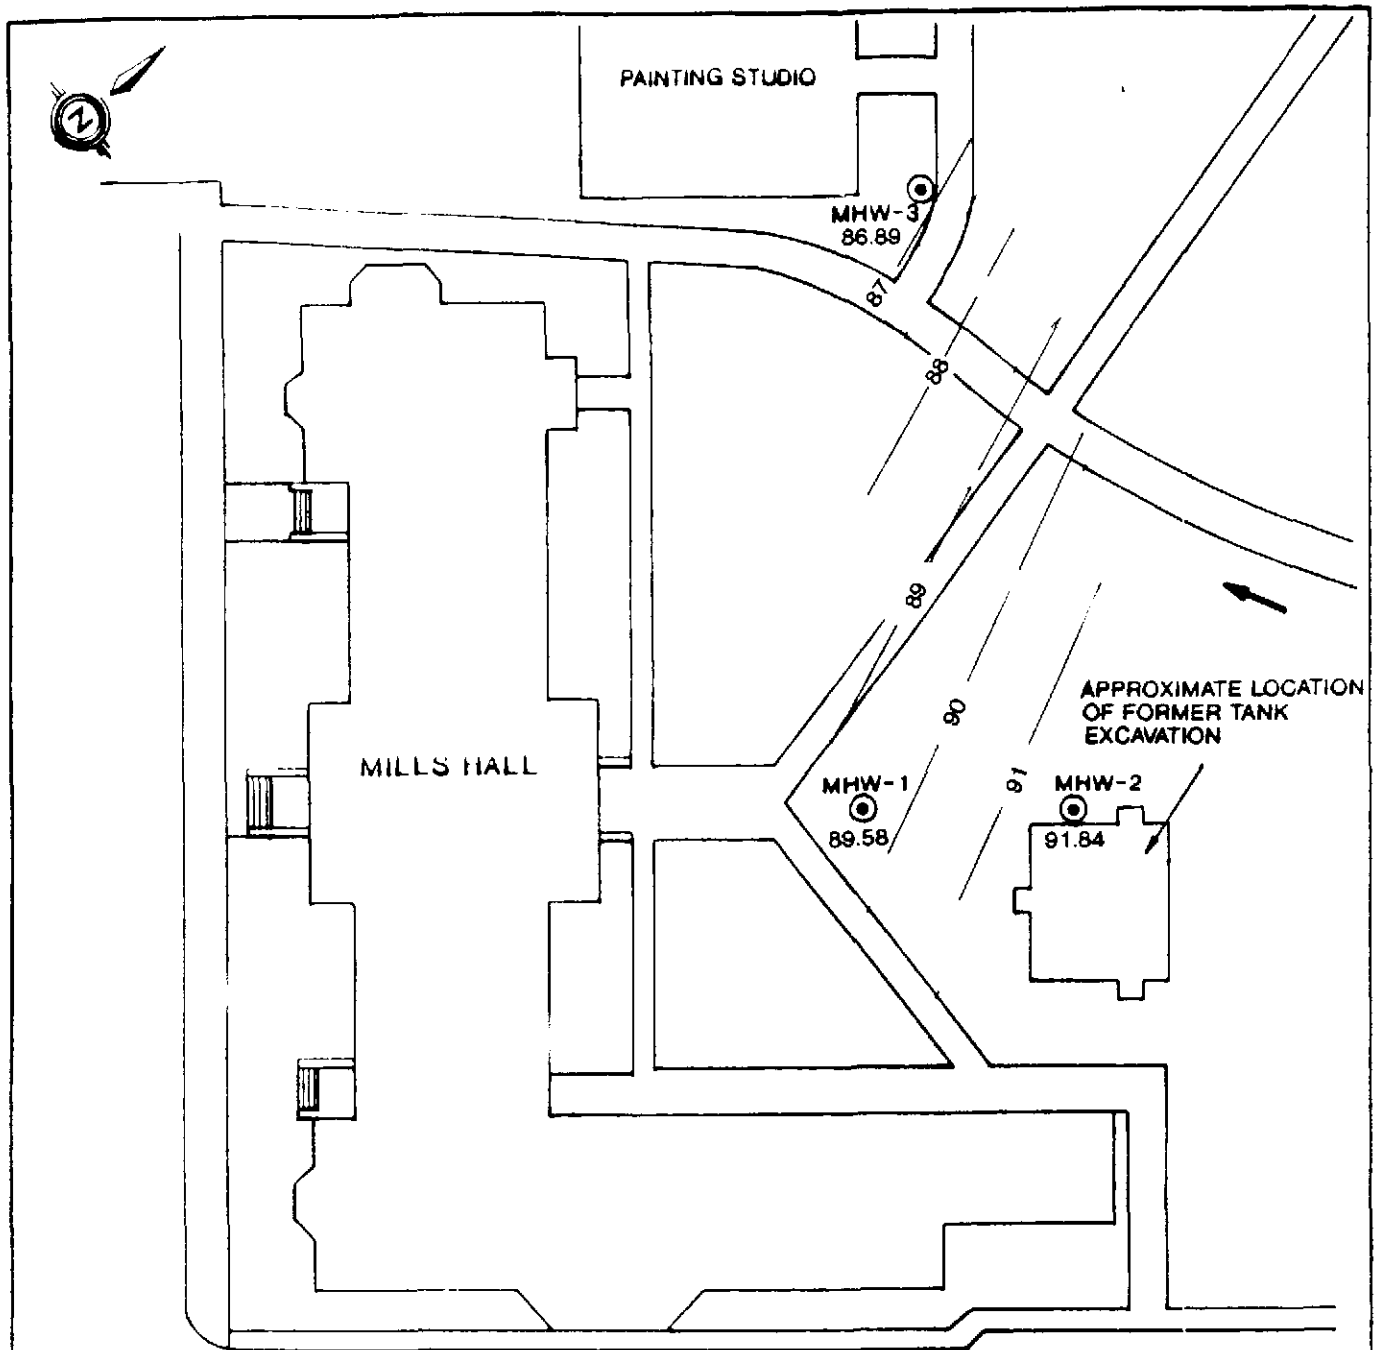 PAINTING STUDIO
N
MHW-3
86.89
87
88
89
90
91
APPROXIMATE LOCATION
OF FORMER TANK
EXCAVATION
MILLS HALL
MHW-1
89.58
MHW-2
91.84